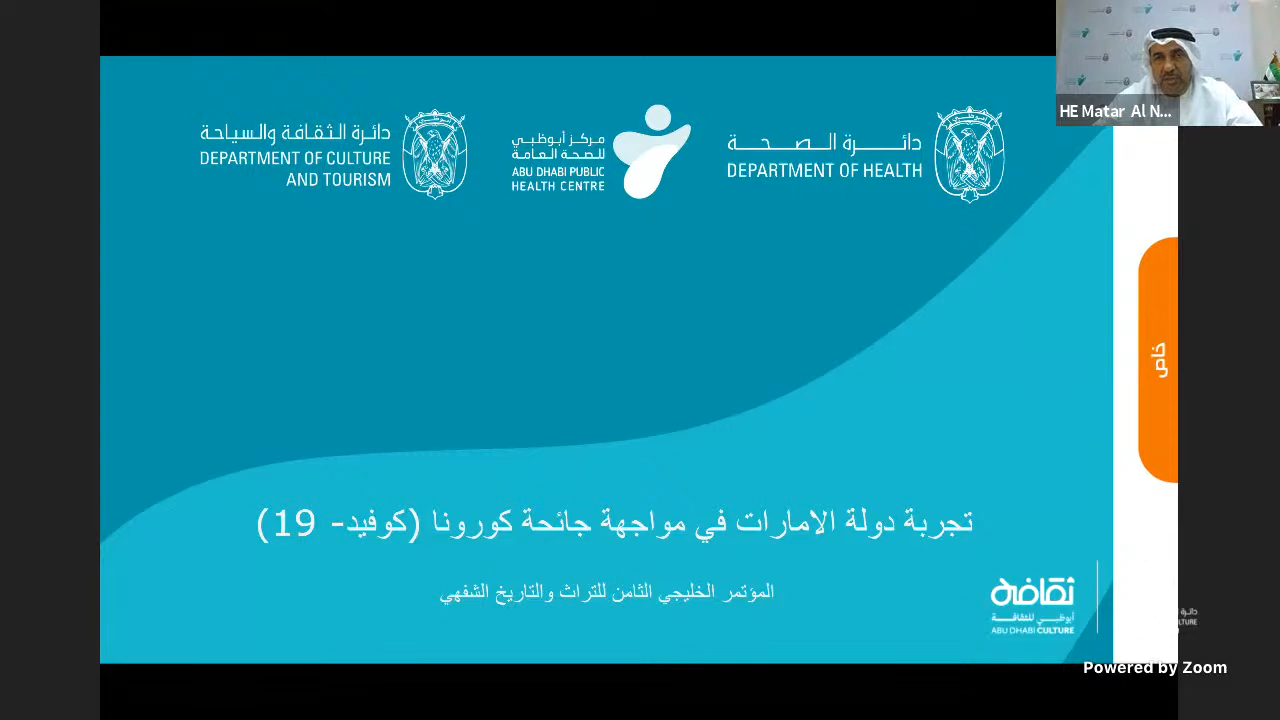 دائرة الثقافة والسياحة
DEPARTMENT OF CULTURE
AND TOURISM
مركز أبوظبي
للصحة العامة
ABU DHABI PUBLIC
HEALTH CENTRE
دائرة الصحة
DEPARTMENT OF HEALTH
HE Matar Al N...
خاص
تجربة دولة الامارات في مواجهة جائحة كورونا (كوفيد- 19)
المؤتمر الخليجي الثامن للتراث والتاريخ الشفهي
ثقافة
أبوظبي للثقافة
ABU DHABI CULTURE
Powered by Zoom